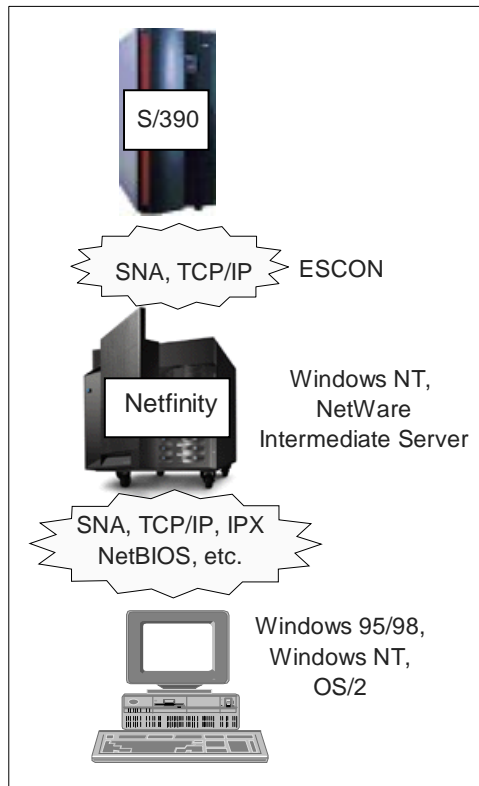 S/390
SNA, TCP/IP
ESCON
Netfinity
Windows NT,
NetWare
Intermediate Server
SNA, TCP/IP, IPX
NetBIOS, etc.
Windows 95/98,
Windows NT,
OS/2